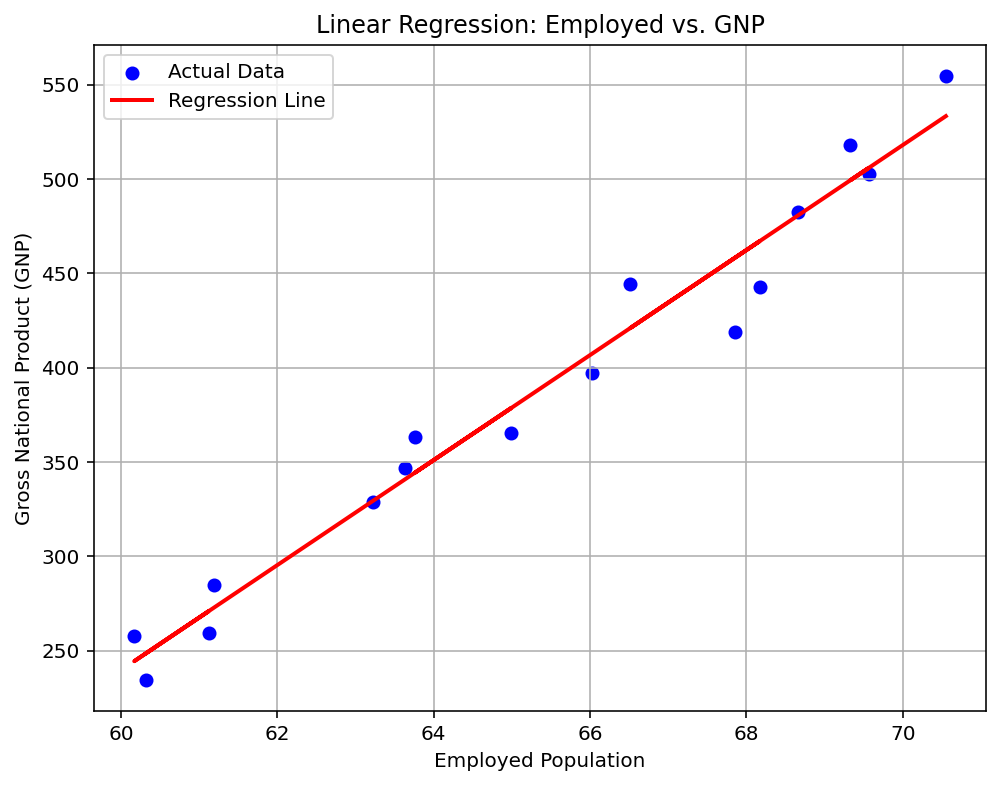 Linear Regression: Employed vs. GNP
Actual Data
Regression Line
Gross National Product (GNP)
550
500
450
400
350
300
250
60 62 64 66 68 70
Employed Population